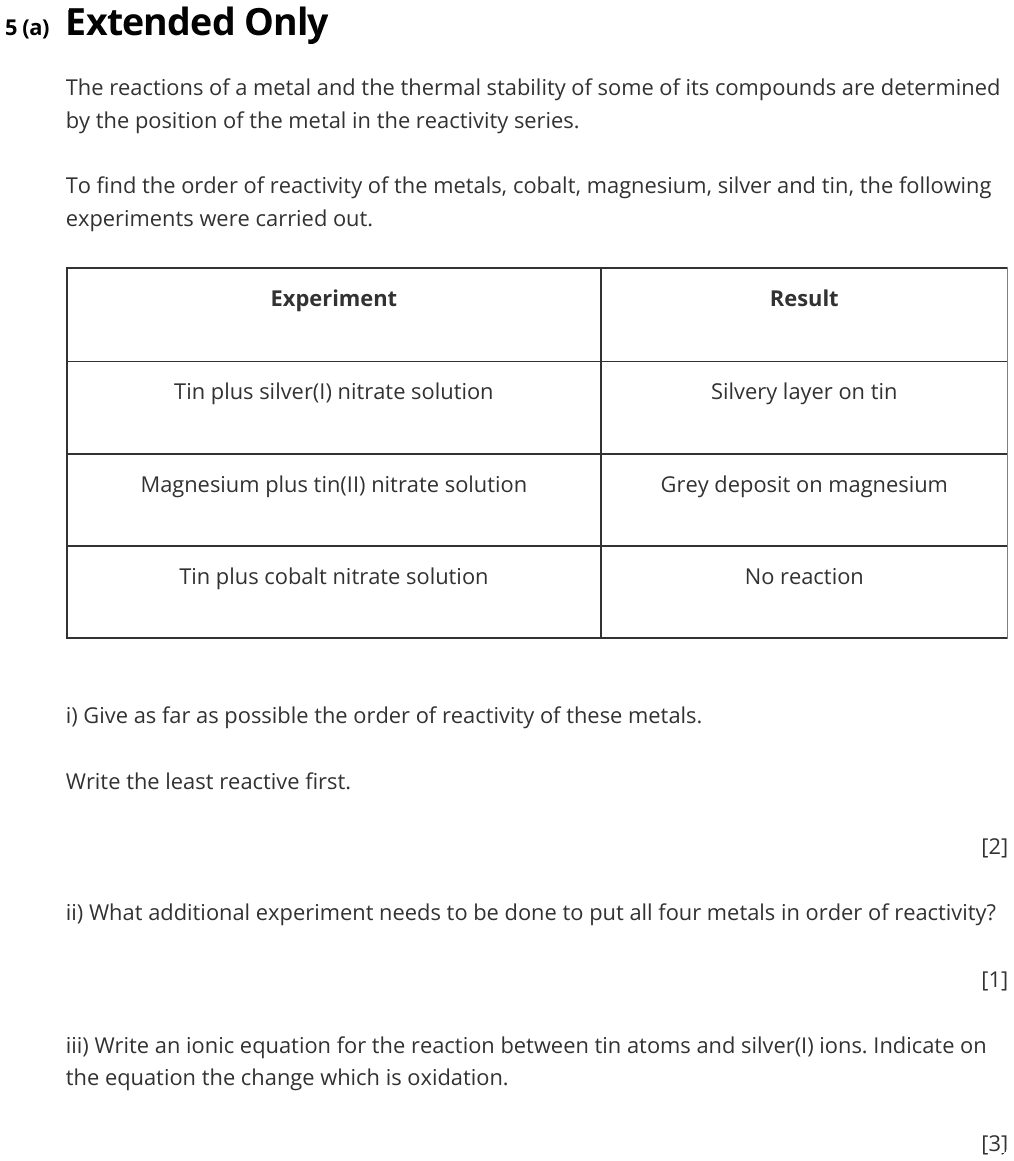 5 (a) Extended Only
The reactions of a metal and the thermal stability of some of its compounds are determined
by the position of the metal in the reactivity series.
To find the order of reactivity of the metals, cobalt, magnesium, silver and tin, the following
experiments were carried out.
Experiment Result
Tin plus silver(I) nitrate solution Silvery layer on tin
Magnesium plus tin(II) nitrate solution Grey deposit on magnesium
Tin plus cobalt nitrate solution No reaction
i) Give as far as possible the order of reactivity of these metals.
Write the least reactive first.
[2]
ii) What additional experiment needs to be done to put all four metals in order of reactivity?
[1]
iii) Write an ionic equation for the reaction between tin atoms and silver(I) ions. Indicate on
the equation the change which is oxidation.
[3]